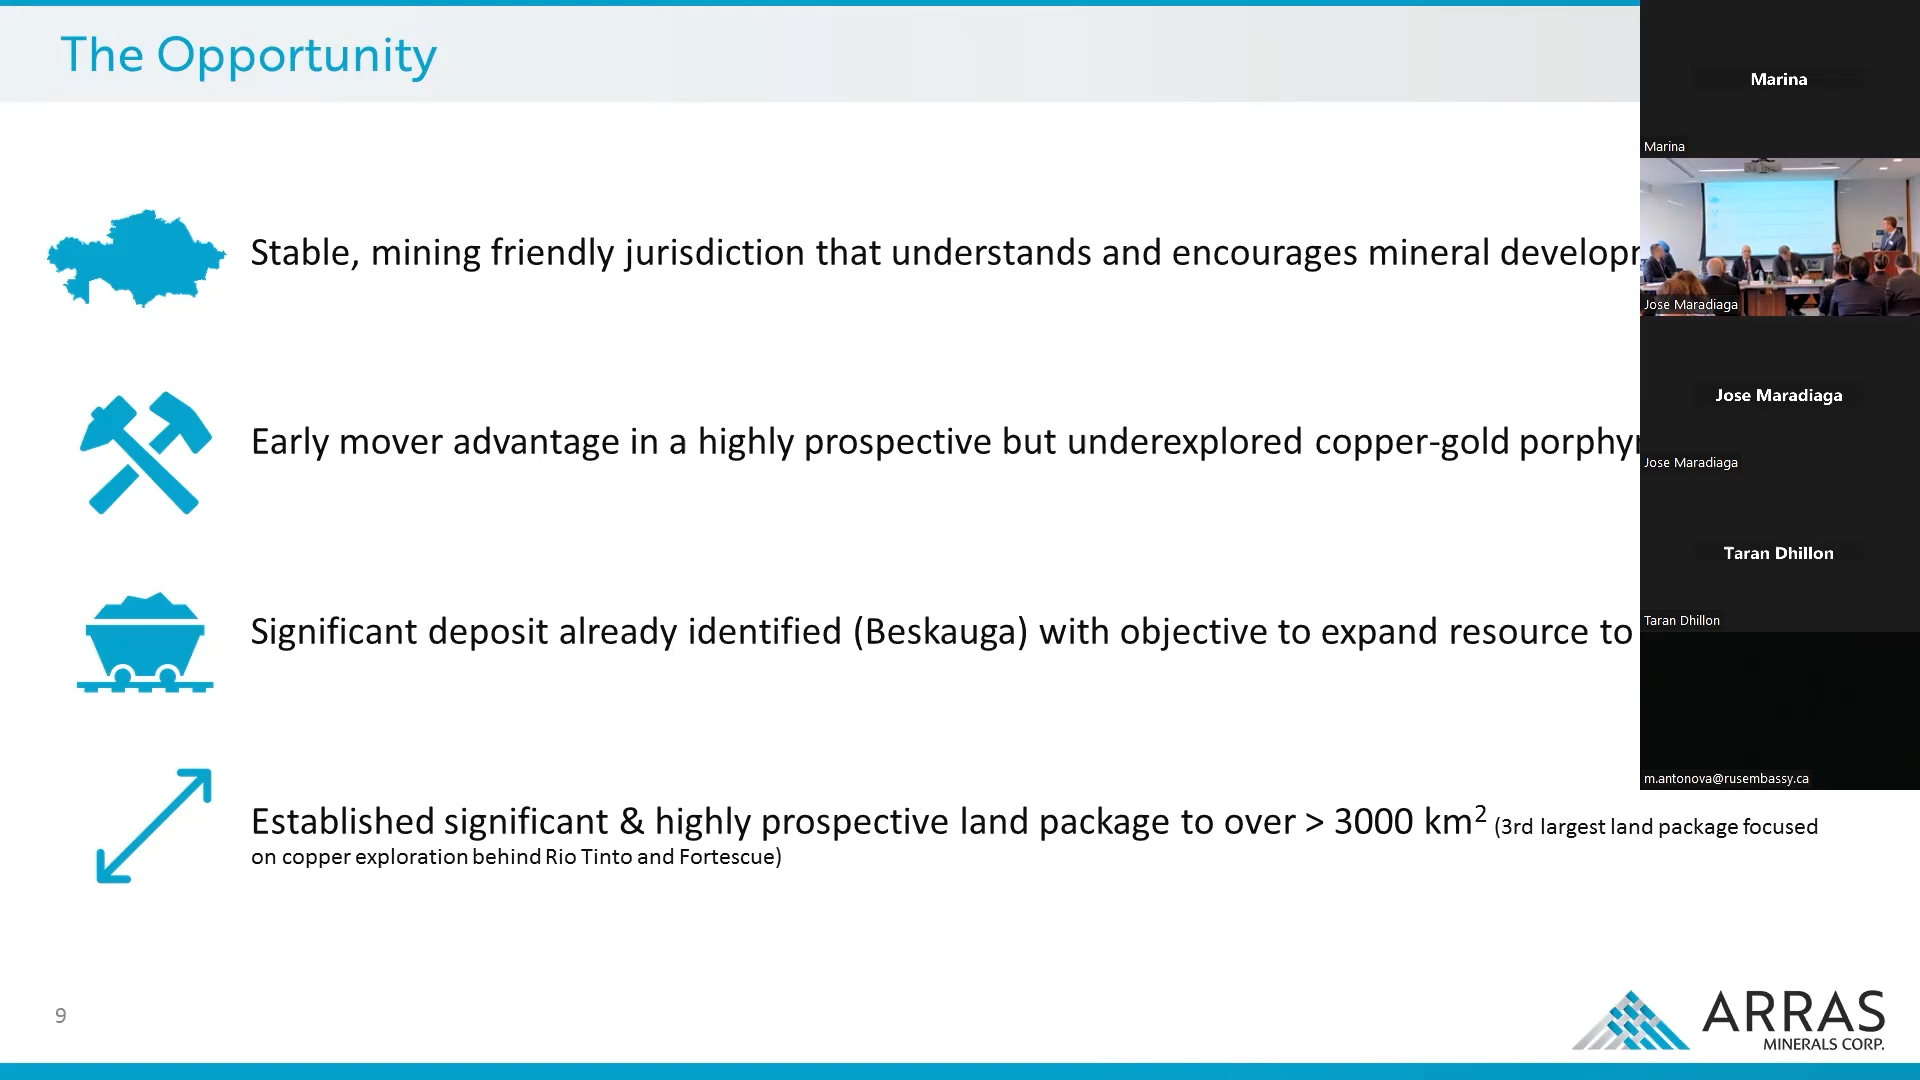 The Opportunity
Stable, mining friendly jurisdiction that understands and encourages mineral
Early mover advantage in a highly prospective but underexplored copper-gold
Significant deposit already identified (Beskauga) with objective to expand resource to
Established significant & highly prospective land package to over > 3000 km² (3rd largest land package focused
on copper exploration behind Rio Tinto and Fortescue)
9
ARRAS
MINERALS CORP.
Marina
Marina
Jose Maradiaga
Jose Maradiaga
Jose Maradiaga
Taran Dhillon
Taran Dhillon
m.antonova@rusembassy.ca